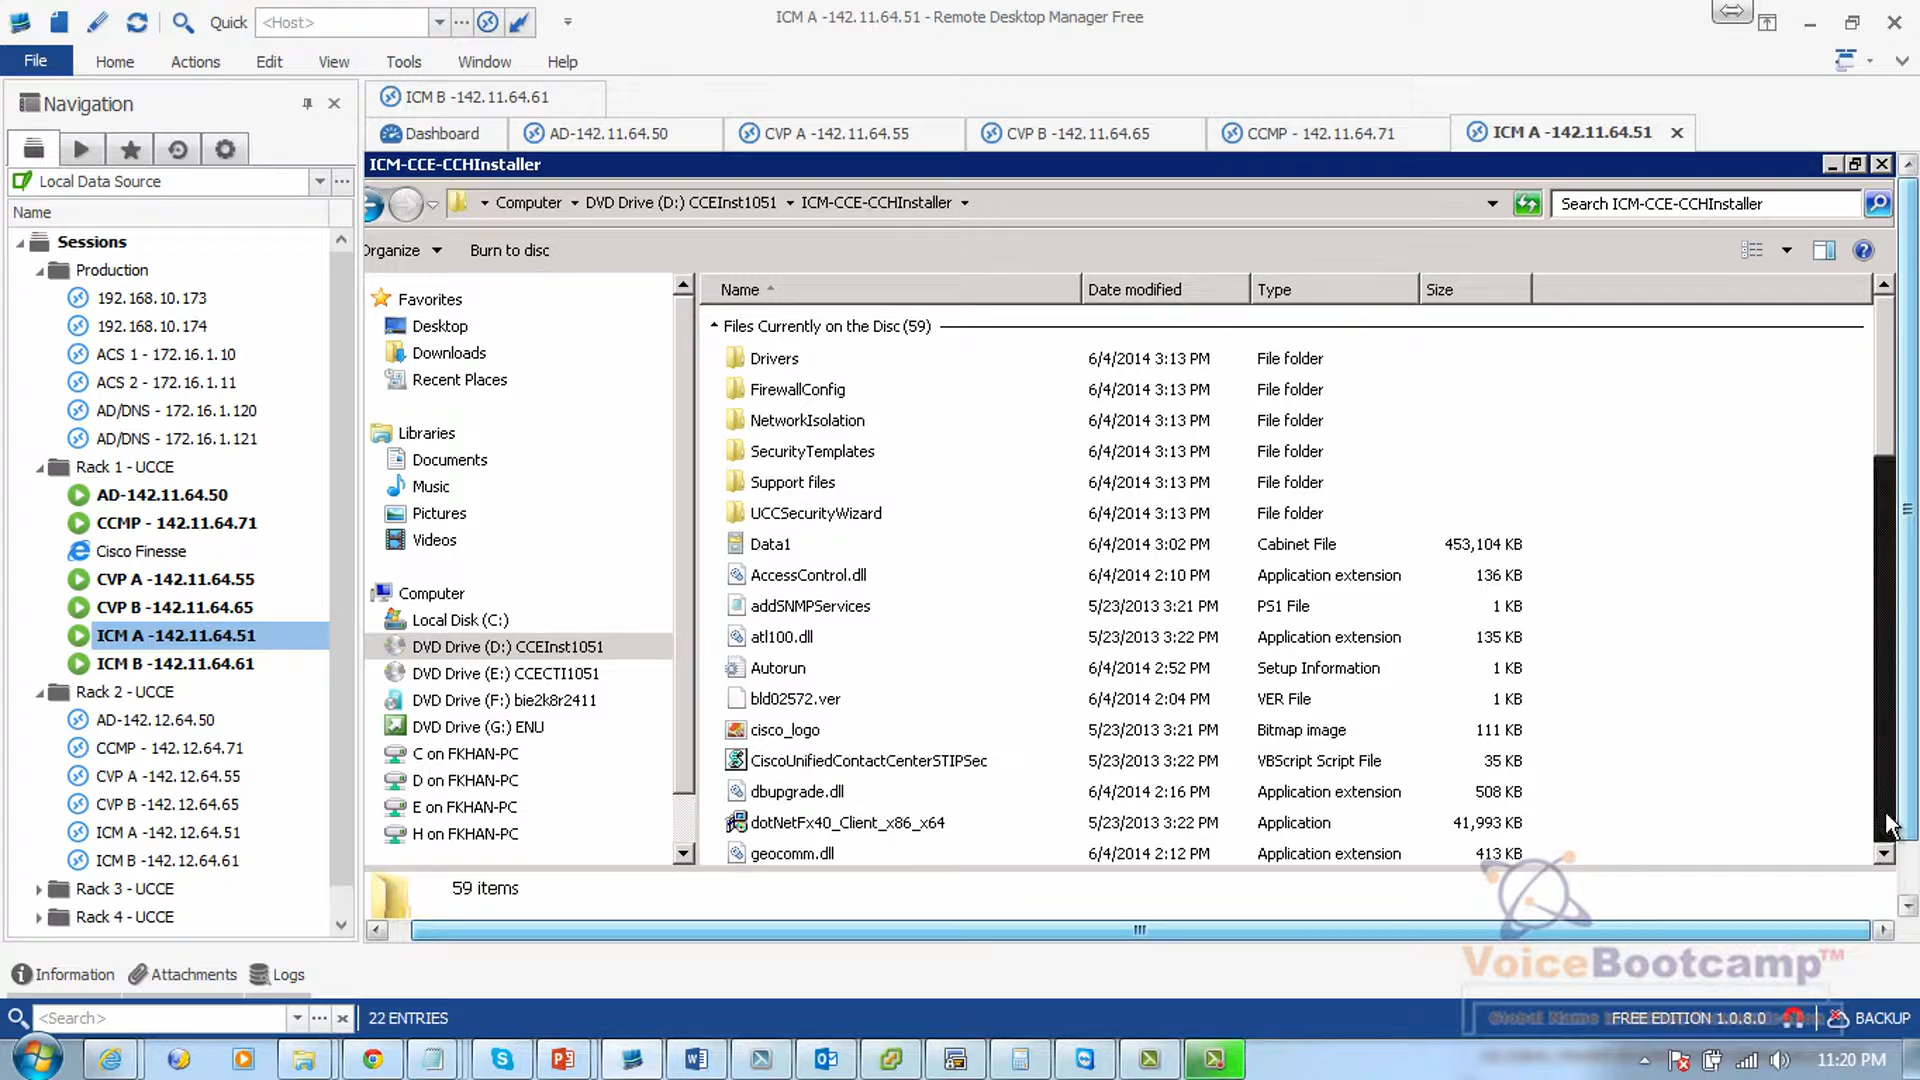 Quick
<Host>
ICM A -142.11.64.51 - Remote Desktop Manager Free
File
Home
Actions
Edit
View
Tools
Window
Help
Navigation
Local Data Source
Name
Sessions
Production
192.168.10.173
192.168.10.174
ACS 1 - 172.16.1.10
ACS 2 - 172.16.1.11
AD/DNS - 172.16.1.120
AD/DNS - 172.16.1.121
Rack 1 - UCCE
AD-142.11.64.50
CCMP - 142.11.64.71
Cisco Finesse
CVP A -142.11.64.55
CVP B -142.11.64.65
ICM A -142.11.64.51
ICM B -142.11.64.61
Rack 2 - UCCE
AD-142.12.64.50
CCMP - 142.12.64.71
CVP A -142.12.64.55
CVP B -142.12.64.65
ICM A -142.12.64.51
ICM B -142.12.64.61
Rack 3 - UCCE
Rack 4 - UCCE
Information
Attachments
Logs
ICM B -142.11.64.61
Dashboard
AD-142.11.64.50
CVP A -142.11.64.55
CVP B -142.11.64.65
CCMP - 142.11.64.71
ICM A -142.11.64.51
ICM-CCE-CCHInstaller
Computer
DVD Drive (D:) CCEInst1051
ICM-CCE-CCHInstaller
Search ICM-CCE-CCHInstaller
Organize
Burn to disc
Favorites
Desktop
Downloads
Recent Places
Libraries
Documents
Music
Pictures
Videos
Computer
Local Disk (C:)
DVD Drive (D:) CCEInst1051
DVD Drive (E:) CCECTI1051
DVD Drive (F:) bie2k8r2411
DVD Drive (G:) ENU
C on FKHAN-PC
D on FKHAN-PC
E on FKHAN-PC
H on FKHAN-PC
Name Date modified Type Size
Files Currently on the Disc (59)
Drivers 6/4/2014 3:13 PM File folder
FirewallConfig 6/4/2014 3:13 PM File folder
NetworkIsolation 6/4/2014 3:13 PM File folder
SecurityTemplates 6/4/2014 3:13 PM File folder
Support files 6/4/2014 3:13 PM File folder
UCCSecurityWizard 6/4/2014 3:13 PM File folder
Data1 6/4/2014 3:02 PM Cabinet File 453,104 KB
AccessControl.dll 6/4/2014 2:10 PM Application extension 136 KB
addSNMPServices 5/23/2013 3:21 PM PS1 File 1 KB
atl100.dll 5/23/2013 3:22 PM Application extension 135 KB
Autorun 6/4/2014 2:52 PM Setup Information 1 KB
bld02572.ver 6/4/2014 2:04 PM VER File 1 KB
cisco_logo 5/23/2013 3:21 PM Bitmap image 111 KB
CiscoUnifiedContactCenterSTIPSec 5/23/2013 3:22 PM VBScript Script File 35 KB
dbupgrade.dll 6/4/2014 2:16 PM Application extension 508 KB
dotNetFx40_Client_x86_x64 5/23/2013 3:22 PM Application 41,993 KB
geocomm.dll 6/4/2014 2:12 PM Application extension 413 KB
59 items
VoiceBootcamp™
<Search>
22 ENTRIES
FREE EDITION 1.0.8.0
BACKUP
11:20 PM